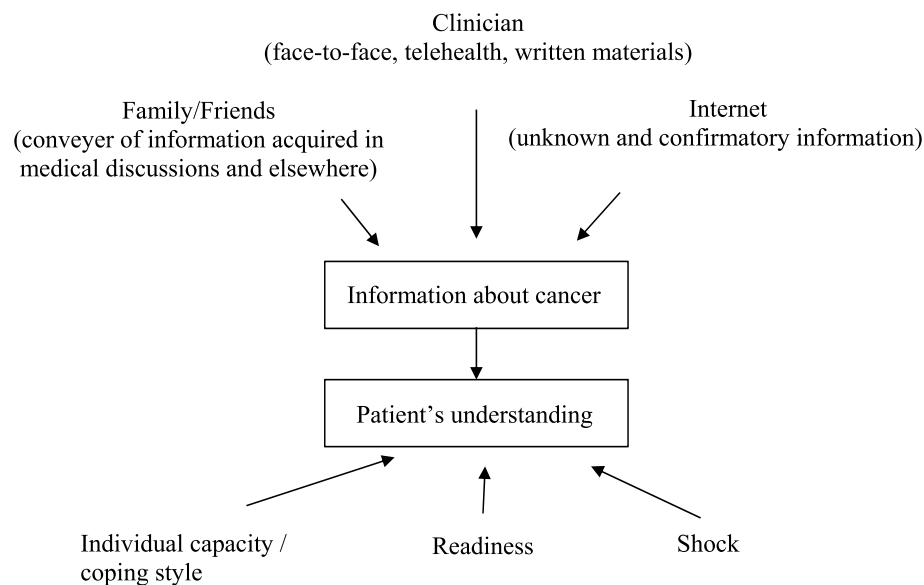 Clinician
(face-to-face, telehealth, written materials)
Family/Friends
(conveyer of information acquired in
medical discussions and elsewhere)
Internet
(unknown and confirmatory information)
Information about cancer
Patient’s understanding
Individual capacity /
coping style
Readiness
Shock